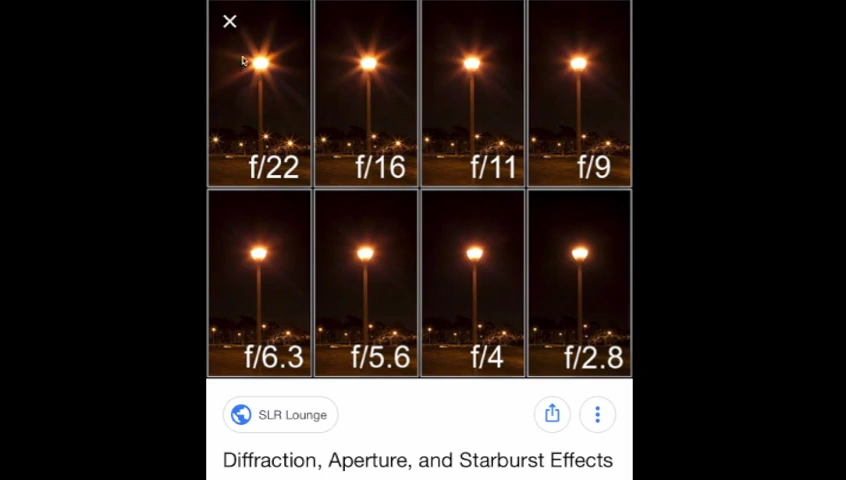 f/22
f/16
f/11
f/9
f/6.3
f/5.6
f/4
f/2.8
SLR Lounge
Diffraction, Aperture, and Starburst Effects